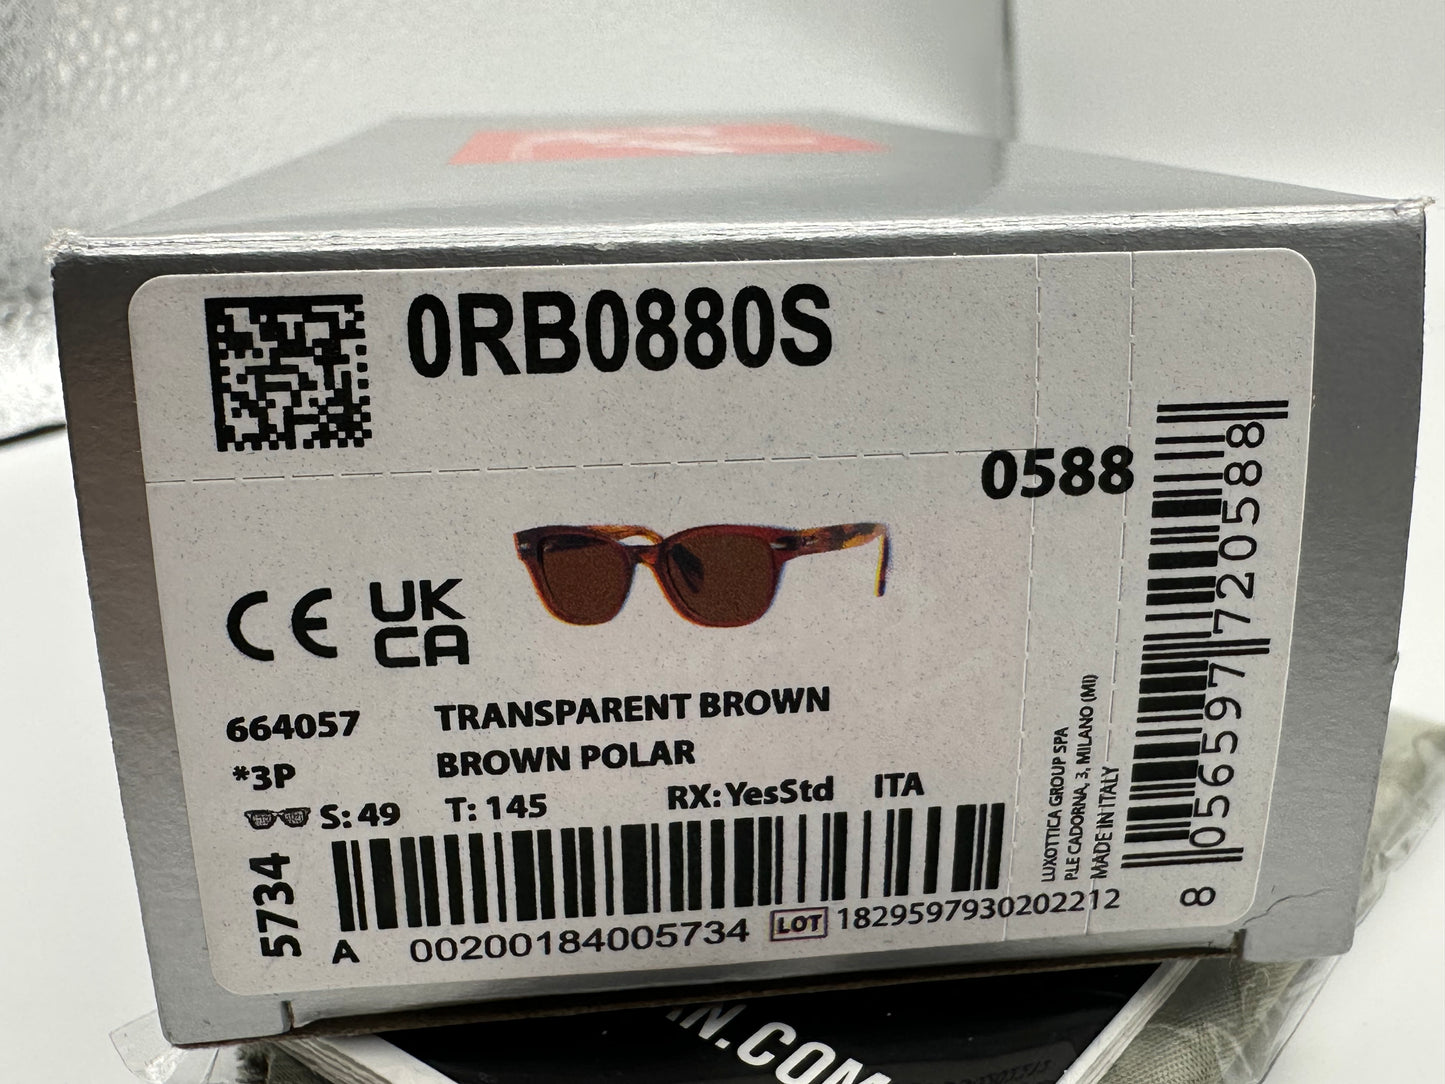 0RB0880S
0588
CE
UK
CA
664057
TRANSPARENT BROWN
*3P
BROWN POLAR
S: 49
T: 145
RX: YesStd
ITA
5734
A
00200184005734
LOT
1829597930202212
LUXOTTICA GROUP SPA
PLE CADORNA, 3, MILANO (MI)
MADE IN ITALY
8 056597 720588
.COM